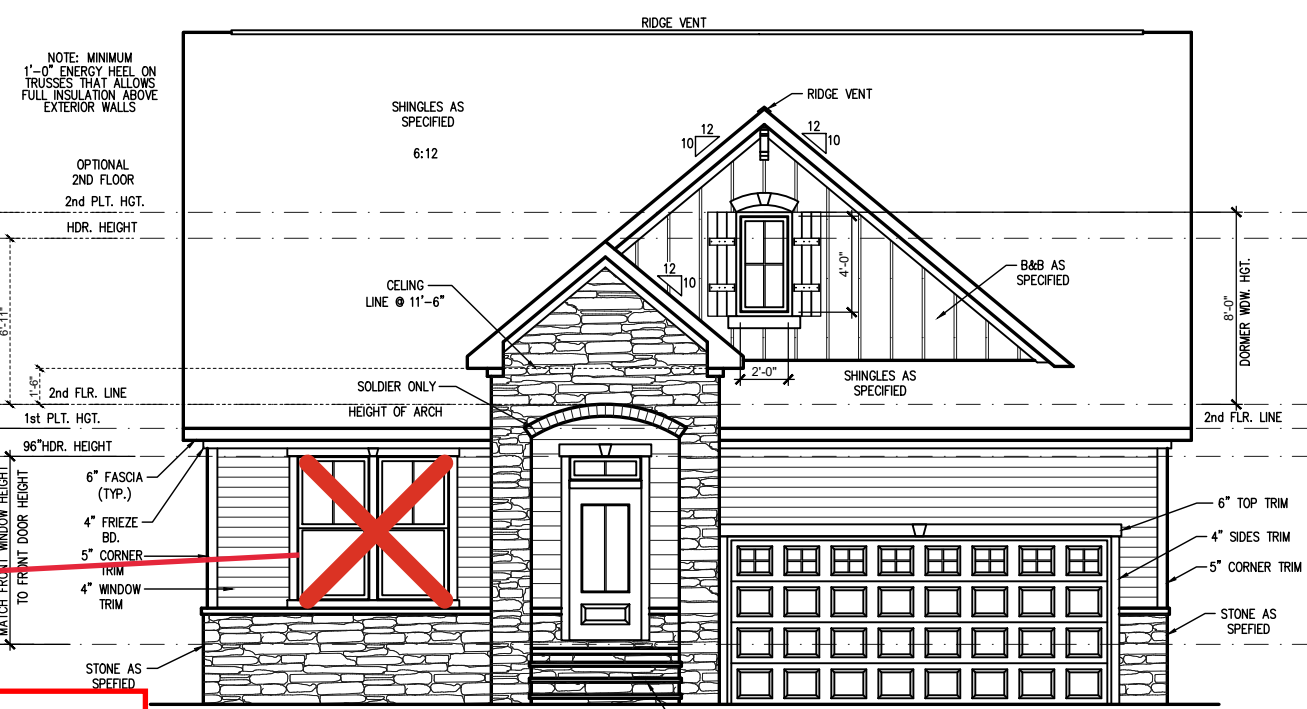 RIDGE VENT
NOTE: MINIMUM
1'-0" ENERGY HEEL ON
TRUSSES THAT ALLOWS
FULL INSULATION ABOVE
EXTERIOR WALLS
SHINGLES AS
SPECIFIED
6:12
RIDGE VENT
12
10
12
10
OPTIONAL
2ND FLOOR
2nd PLT. HGT.
HDR. HEIGHT
12
10
4'-0"
B&B AS
SPECIFIED
8'-0"
DORMER WDW. HGT.
CELING
LINE @ 11'-6"
6'-11"
1'-6"
2nd FLR. LINE
SOLDIER ONLY
HEIGHT OF ARCH
2'-0"
SHINGLES AS
SPECIFIED
1st PLT. HGT.
2nd FLR. LINE
96"HDR. HEIGHT
MATCH FRONT WINDOW HEIGHT
TO FRONT DOOR HEIGHT
6" FASCIA
(TYP.)
4" FRIEZE
BD.
5" CORNER
TRIM
4" WINDOW
TRIM
6" TOP TRIM
4" SIDES TRIM
5" CORNER TRIM
STONE AS
SPEFIED
STONE AS
SPEFIED